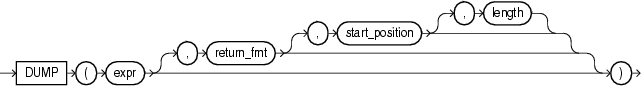 , length
, start_position
, return_fmt
DUMP ( expr )